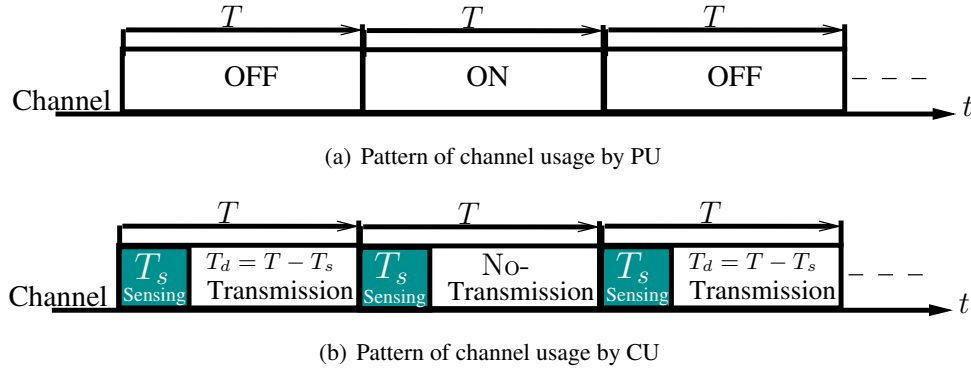 T T T
OFF ON OFF
Channel t
(a) Pattern of channel usage by PU
T T T
T_s T_d = T − T_s T_s No- T_s T_d = T − T_s
Sensing Transmission Sensing Transmission Sensing Transmission
Channel t
(b) Pattern of channel usage by CU